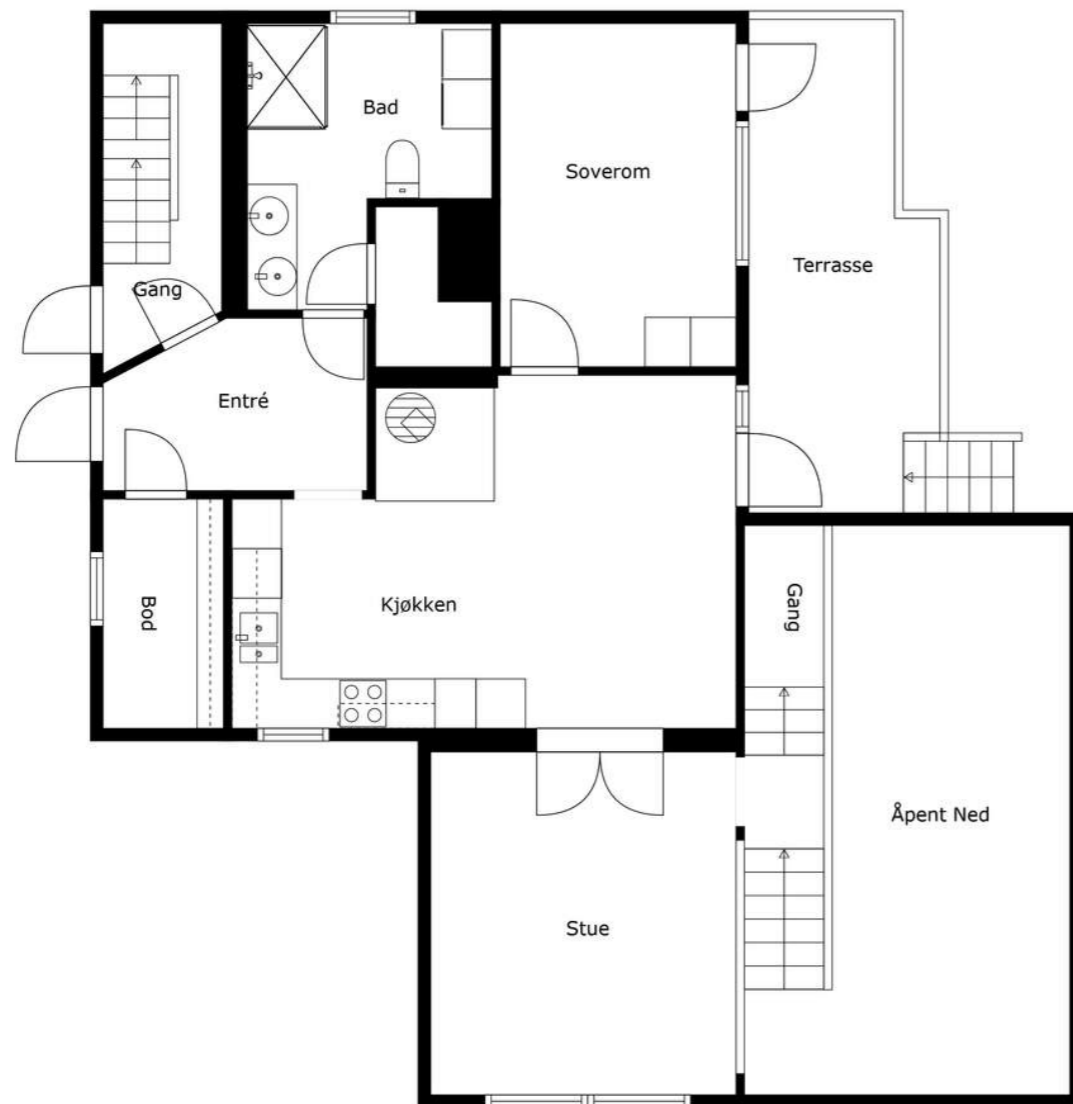 Bad
Soverom
Terrasse
Gang
Entré
Bod
Kjøkken
Gang
Åpent Ned
Stue